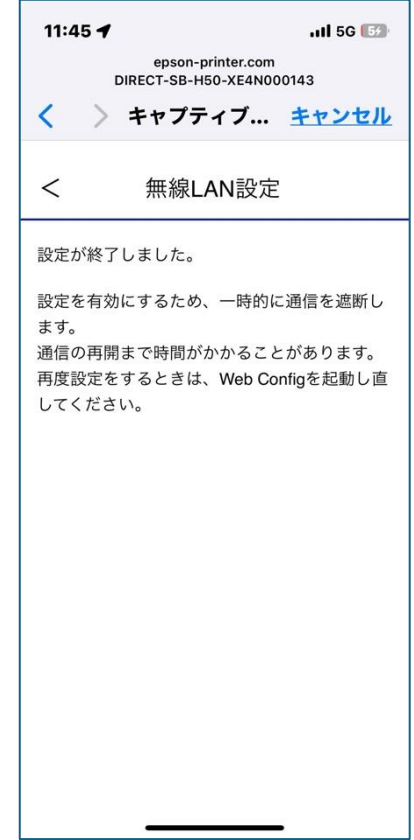 11:45 5G 54
epson-printer.com
DIRECT-SB-H50-XE4N000143
キャプティブ... キャンセル
無線LAN設定
設定が終了しました。
設定を有効にするため、一時的に通信を遮断し
ます。
通信の再開まで時間がかかることがあります。
再度設定をするときは、Web Configを起動し直
してください。